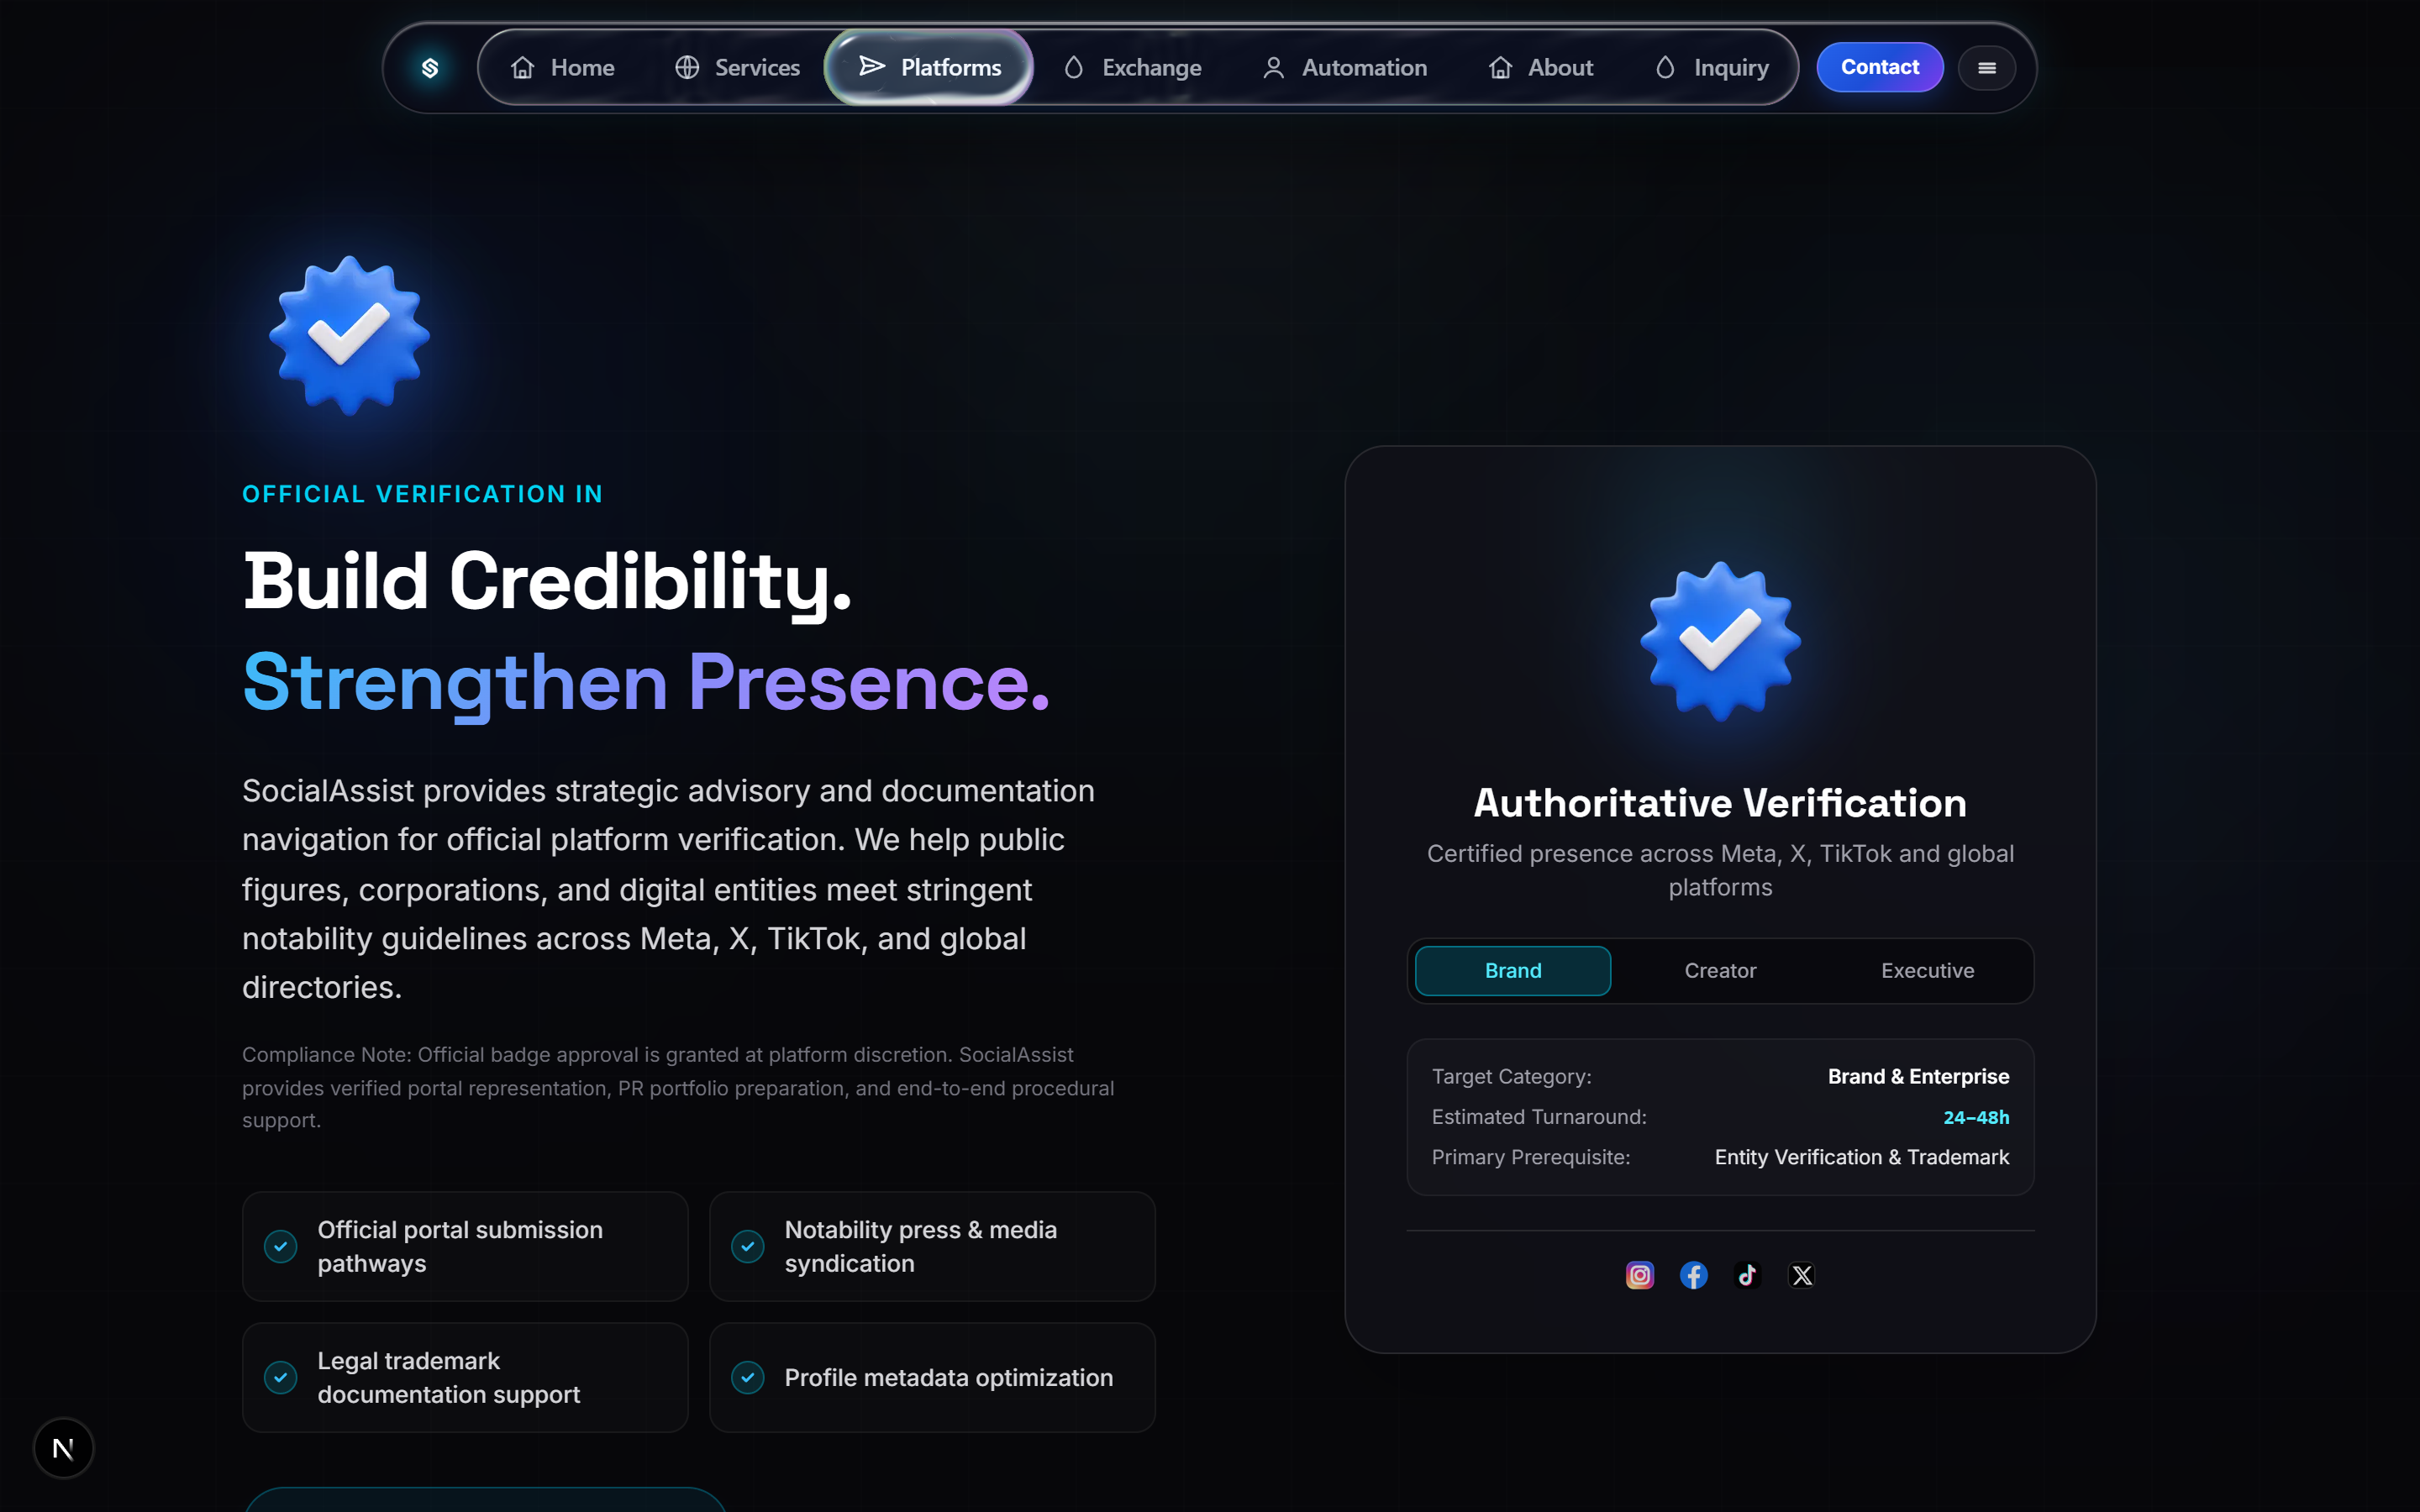 Home
Services
Platforms
Exchange
Automation
About
Inquiry
Contact
OFFICIAL VERIFICATION IN
Build Credibility.
Strengthen Presence.
SocialAssist provides strategic advisory and documentation
navigation for official platform verification. We help public
figures, corporations, and digital entities meet stringent
notability guidelines across Meta, X, TikTok, and global
directories.
Compliance Note: Official badge approval is granted at platform discretion. SocialAssist
provides verified portal representation, PR portfolio preparation, and end-to-end procedural
support.
Official portal submission
pathways
Notability press & media
syndication
Legal trademark
documentation support
Profile metadata optimization
Authoritative Verification
Certified presence across Meta, X, TikTok and global
platforms
Brand
Creator
Executive
Target Category:
Brand & Enterprise
Estimated Turnaround:
24–48h
Primary Prerequisite:
Entity Verification & Trademark